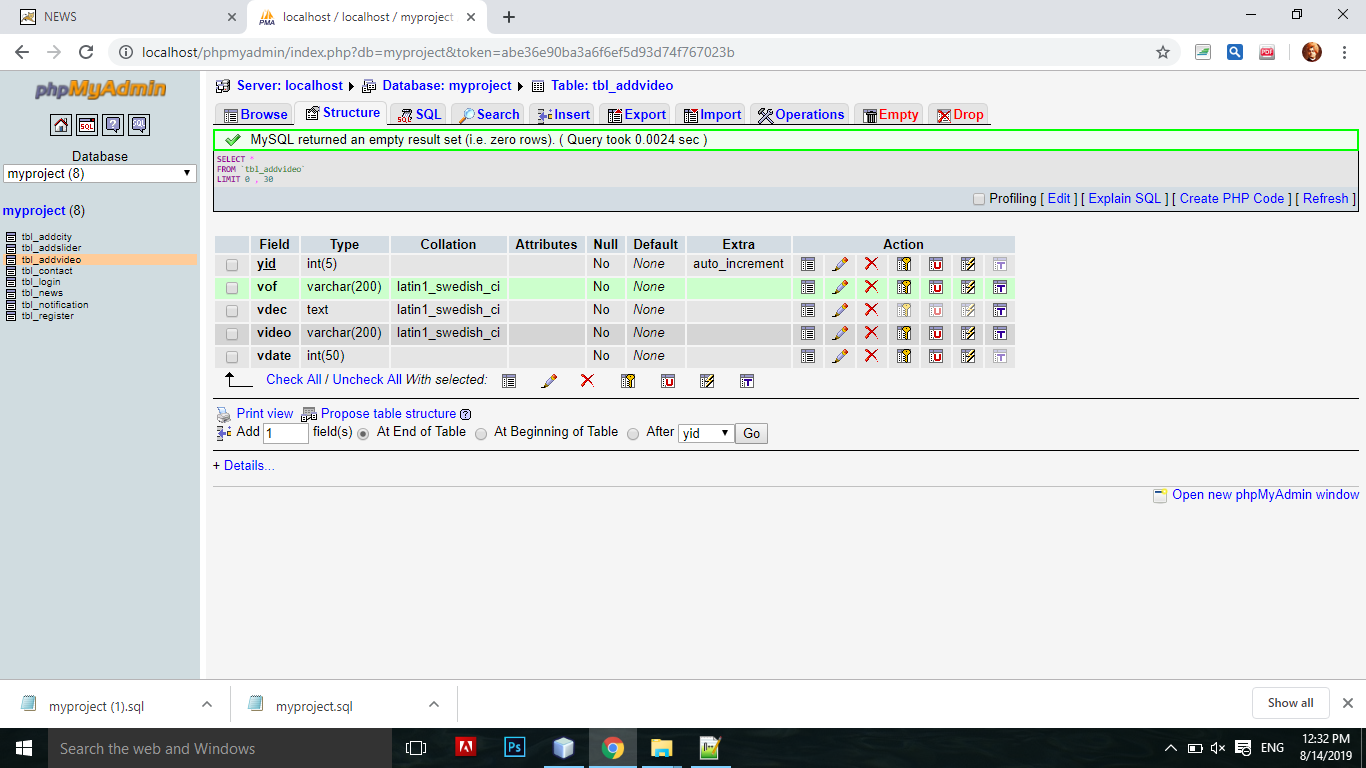 NEWS
localhost / localhost / myproject
localhost/phpmyadmin/index.php?db=myproject&token=abe36e90ba3a6f6ef5d93d74f767023b
phpMyAdmin
Server: localhost Database: myproject Table: tbl_addvideo
Browse Structure SQL Search Insert Export Import Operations Empty Drop
MySQL returned an empty result set (i.e. zero rows). ( Query took 0.0024 sec )
SELECT *
FROM `tbl_addvideo`
LIMIT 0 , 30
Profiling [ Edit ] [ Explain SQL ] [ Create PHP Code ] [ Refresh ]
Database
myproject (8)
myproject (8)
tbl_addcity
tbl_addslider
tbl_addvideo
tbl_contact
tbl_login
tbl_news
tbl_notification
tbl_register
Field Type Collation Attributes Null Default Extra Action
yid int(5) No None auto_increment
vof varchar(200) latin1_swedish_ci No None
vdec text latin1_swedish_ci No None
video varchar(200) latin1_swedish_ci No None
vdate int(50) No None
Check All / Uncheck All With selected:
Print view Propose table structure
Add 1 field(s) At End of Table At Beginning of Table After yid Go
+ Details...
Open new phpMyAdmin window
myproject (1).sql
myproject.sql
Show all
Search the web and Windows
ENG
12:32 PM
8/14/2019